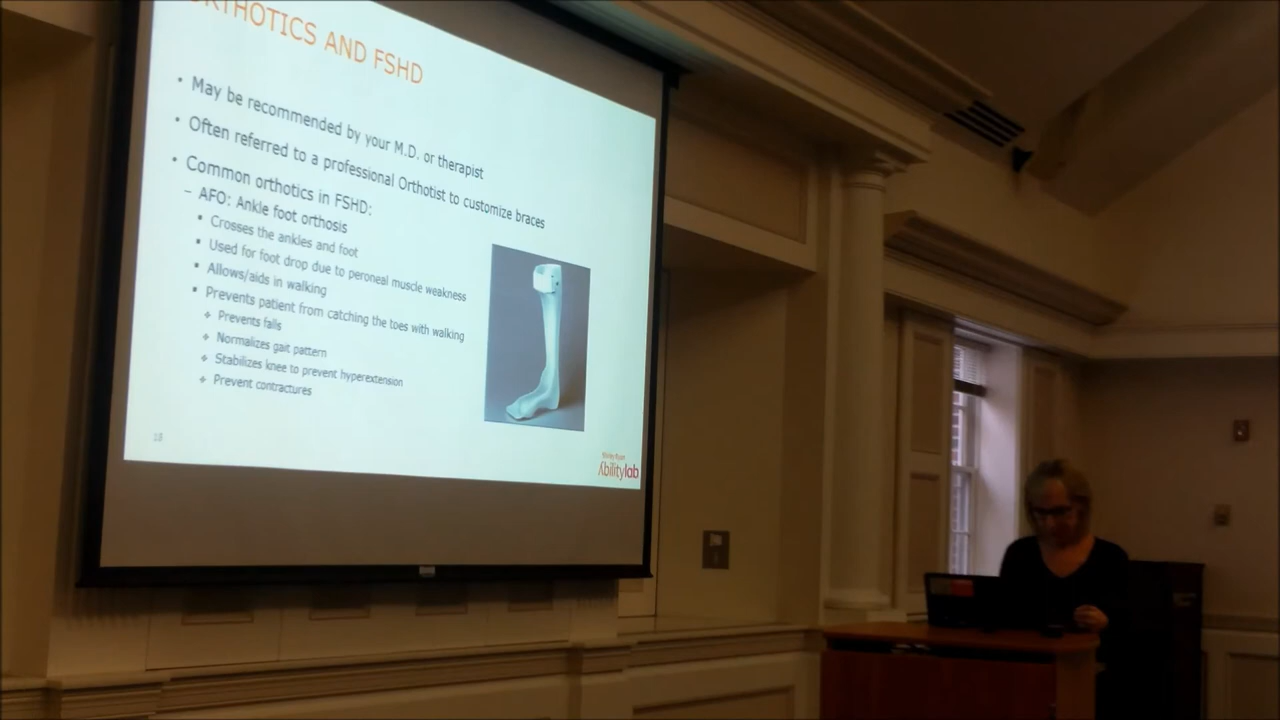 ORTHOTICS AND FSHD
• May be recommended by your M.D. or therapist
• Often referred to a professional Orthotist to customize braces
• Common orthotics in FSHD:
– AFO: Ankle foot orthosis
• Crosses the ankles and foot
• Used for foot drop due to peroneal muscle weakness
• Allows/aids in walking
• Prevents patient from catching the toes with walking
❖ Prevents falls
❖ Normalizes gait pattern
❖ Stabilizes knee to prevent hyperextension
❖ Prevent contractures
18
Shirley Ryan
Abilitylab